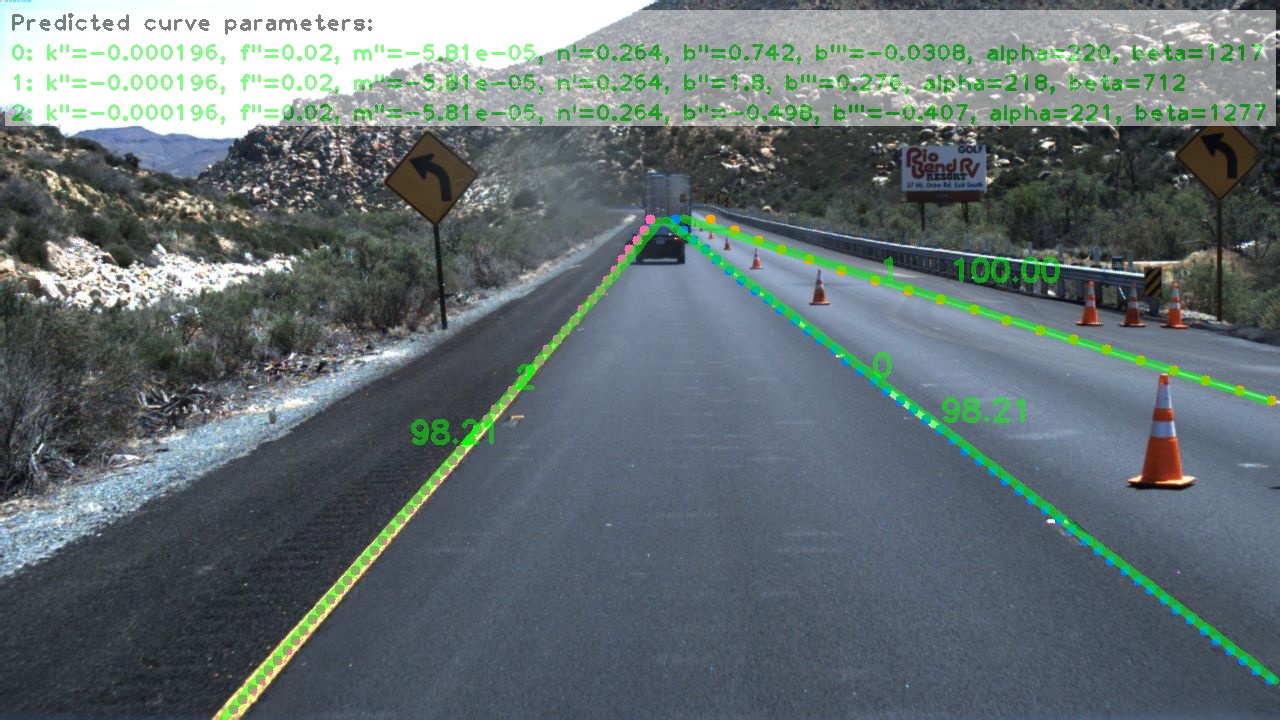 Predicted curve parameters:
0: k''=-0.000196, f''=0.02, m''=-5.81e-05, n'=0.264, b''=0.742, b'''=-0.0308, alpha=220, beta=1217
1: k''=-0.000196, f''=0.02, m''=-5.81e-05, n'=0.264, b''=1.8, b'''=0.276, alpha=218, beta=712
2: k''=-0.000196, f''=0.02, m''=-5.81e-05, n'=0.264, b''=-0.498, b'''=-0.407, alpha=221, beta=1277
GOLF
Rio
Bend RV
RESORT
1 100.00
0
98.21
2
98.21